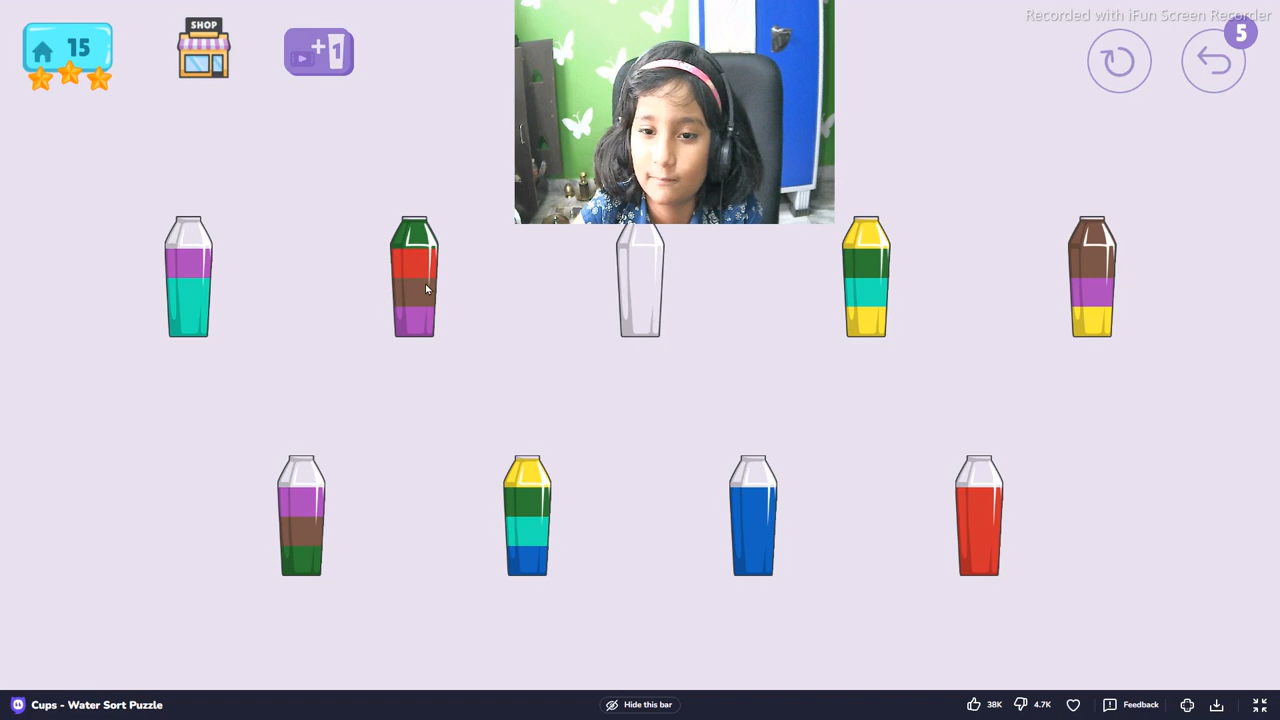 Recorded with iFun Screen Recorder
15
SHOP
+1
5
Cups - Water Sort Puzzle
Hide this bar
38K
4.7K
Feedback